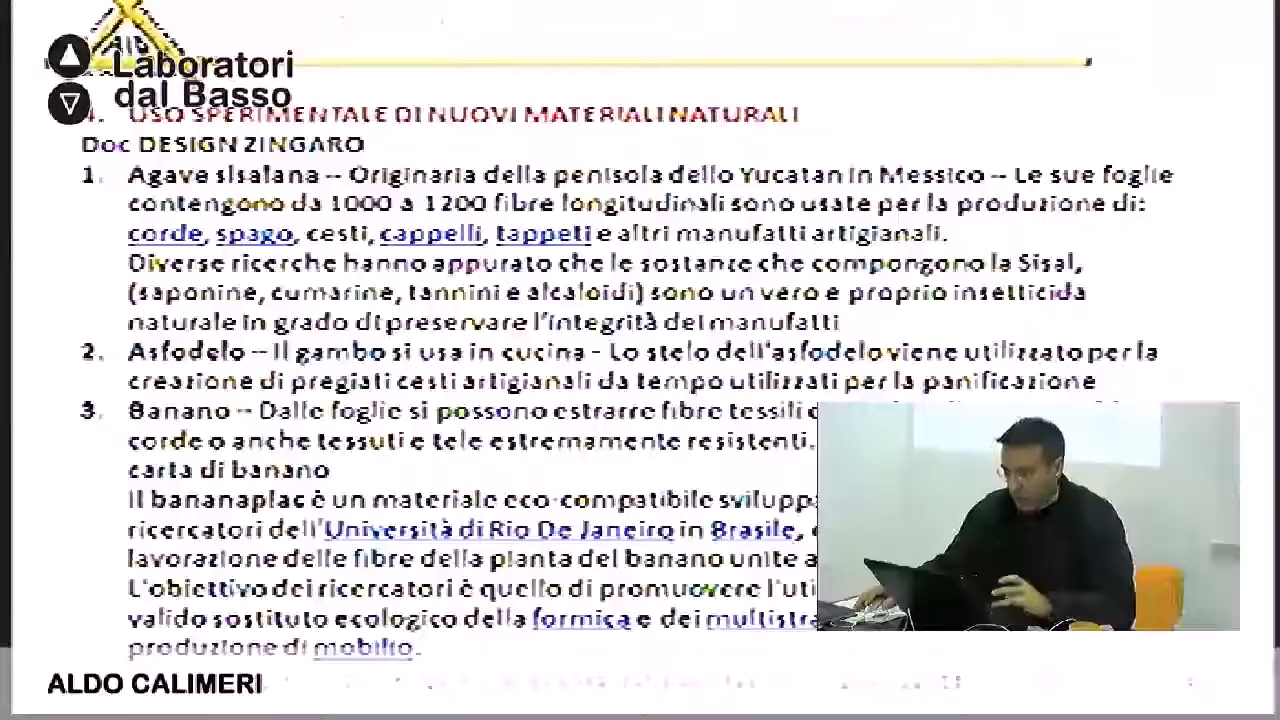 Laboratori
dal Basso
USO SPERIMENTALE DI NUOVI MATERIALI NATURALI
Doc DESIGN ZINGARO
1. Agave sisalana – Originaria della penisola dello Yucatan in Messico – Le sue foglie
contengono da 1000 a 1200 fibre longitudinali sono usate per la produzione di:
corde, spago, cesti, cappelli, tappeti e altri manufatti artigianali.
Diverse ricerche hanno appurato che le sostanze che compongono la Sisal,
(saponine, cumarine, tannini e alcaloidi) sono un vero e proprio insetticida
naturale in grado di preservare l'integrità dei manufatti
2. Asfodelo – Il gambo si usa in cucina - Lo stelo dell'asfodelo viene utilizzato per la
creazione di pregiati cesti artigianali da tempo utilizzati per la panificazione
3. Banano – Dalle foglie si possono estrarre fibre tessili
corde o anche tessuti e tele estremamente resistenti.
carta di banano
Il bananaplac è un materiale eco-compatibile svilupp
ricercatori dell'Università di Rio De Janeiro in Brasile,
lavorazione delle fibre della pianta del banano unite a
L'obiettivo dei ricercatori è quello di promuovere l'uti
valido sostituto ecologico della formica e dei multistra
produzione di mobilio.
ALDO CALIMERI